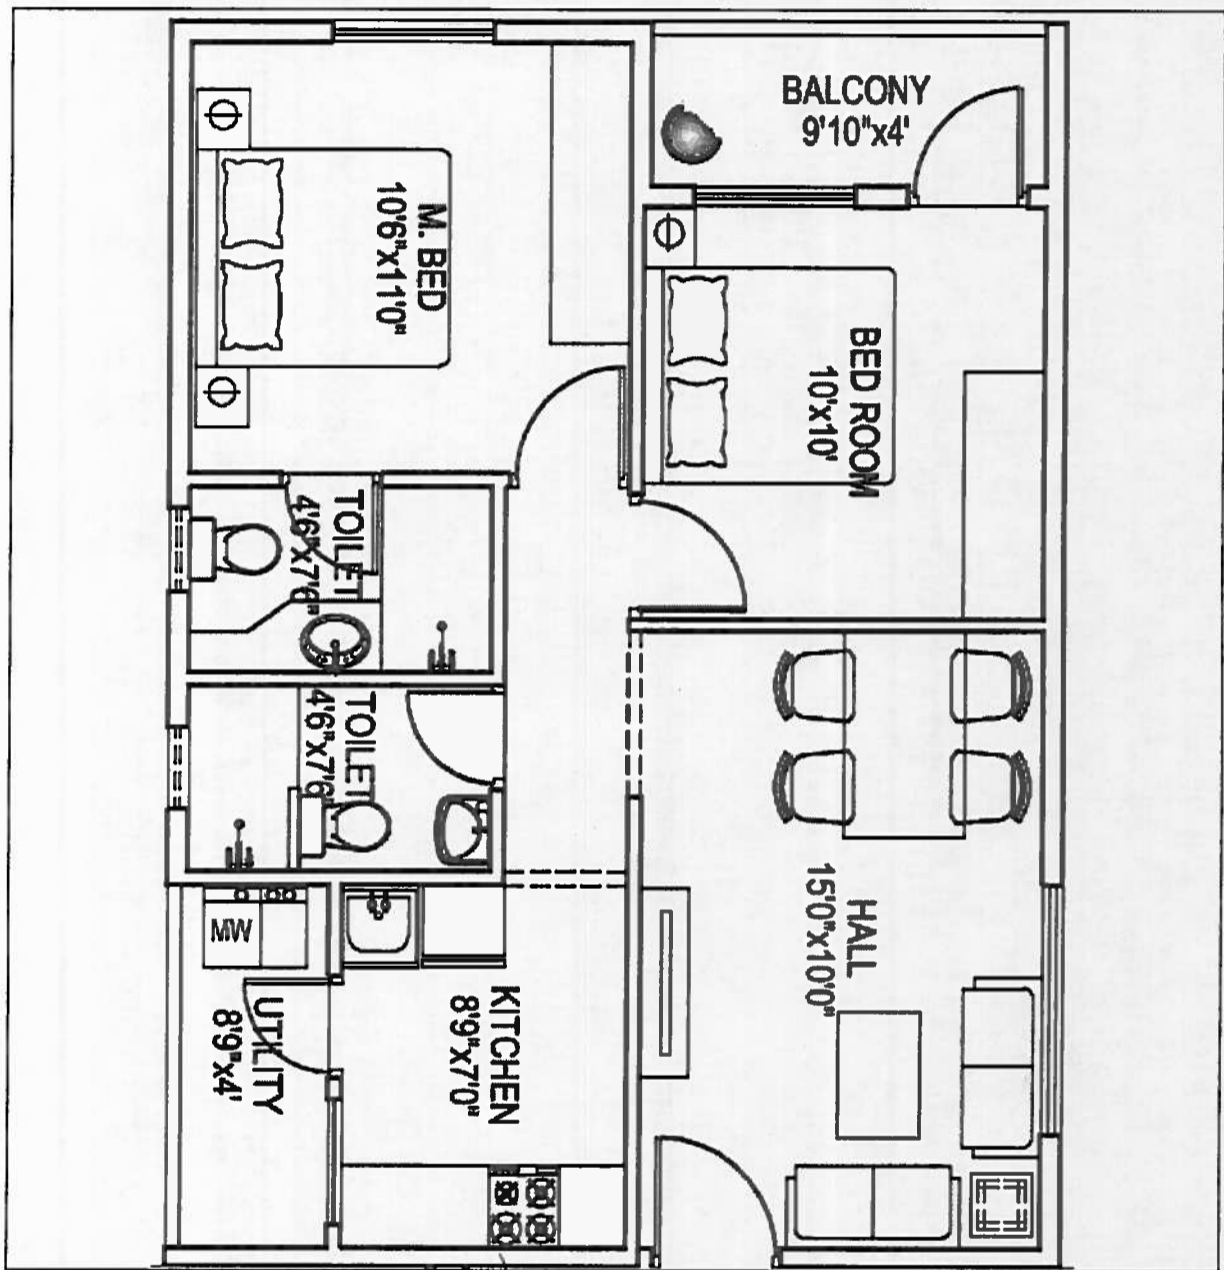 BALCONY
9'10"x4'
M. BED
10'6"x11'0"
BED ROOM
10'x10'
TOILET
4'6"x7'6"
TOILET
4'6"x7'6"
HALL
15'0"x10'0"
MW
UTILITY
8'9"x4'
KITCHEN
8'9"x7'0"